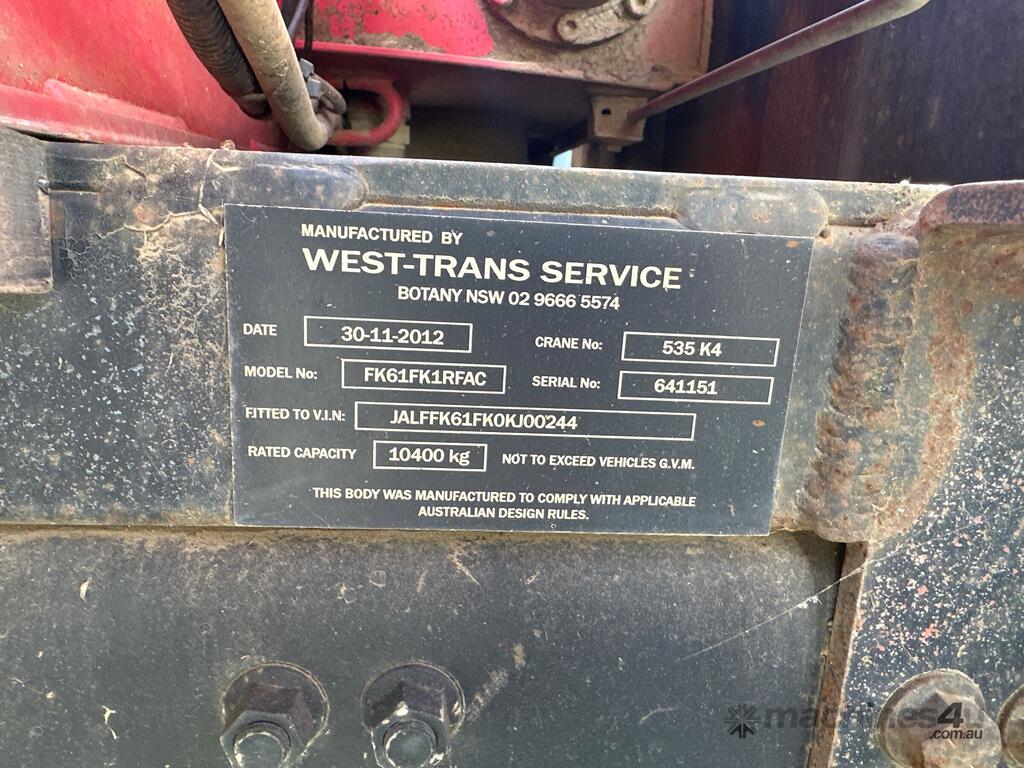 MANUFACTURED BY
WEST-TRANS SERVICE
BOTANY NSW 02 9666 5574
DATE 30-11-2012 CRANE No: 535 K4
MODEL No: FK61FK1RFAC SERIAL No: 641151
FITTED TO V.I.N: JALFFK61FK0KJ00244
RATED CAPACITY 10400 kg NOT TO EXCEED VEHICLES G.V.M.
THIS BODY WAS MANUFACTURED TO COMPLY WITH APPLICABLE
AUSTRALIAN DESIGN RULES.
machines4u
.com.au